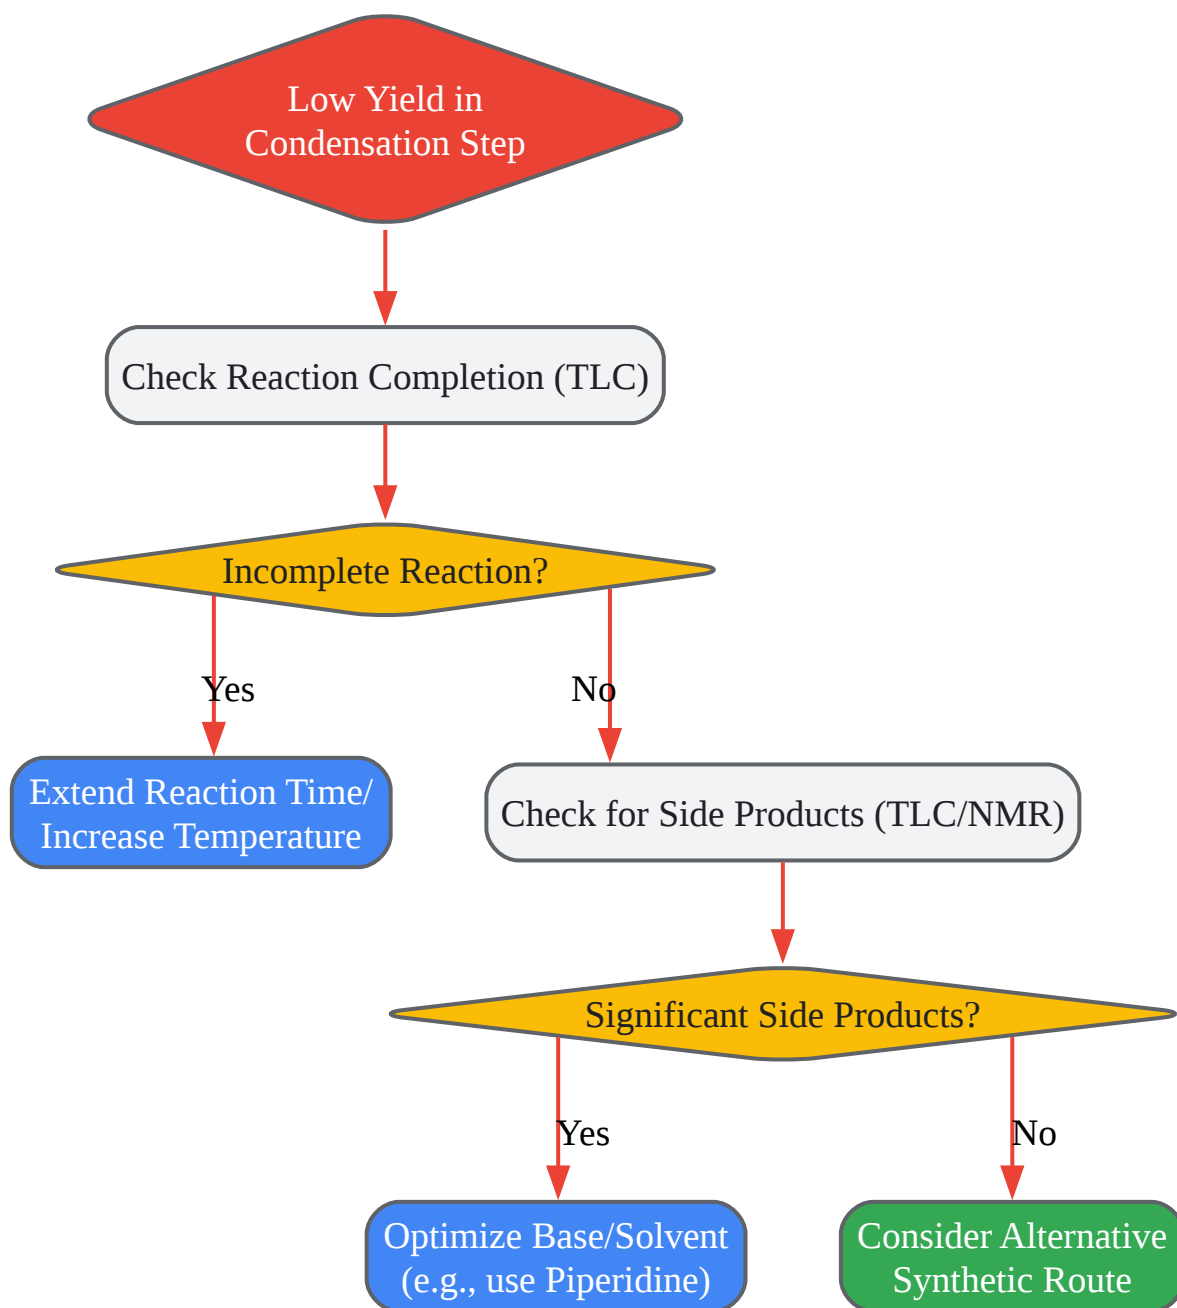 Low Yield in
Condensation Step
Check Reaction Completion (TLC)
Incomplete Reaction?
Yes
No
Extend Reaction Time/
Increase Temperature
Check for Side Products (TLC/NMR)
Significant Side Products?
Yes
No
Optimize Base/Solvent
(e.g., use Piperidine)
Consider Alternative
Synthetic Route